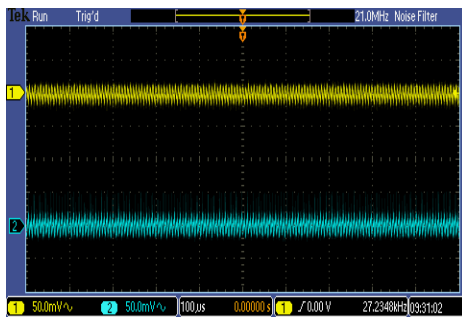 Tek Run Trig'd 21.0MHz Noise Filter
1
2
1 50.0mV∿ 2 50.0mV∿ 100µs 0.00000 s 1 ∫ 0.00 V 27.2348kHz 09:31:02